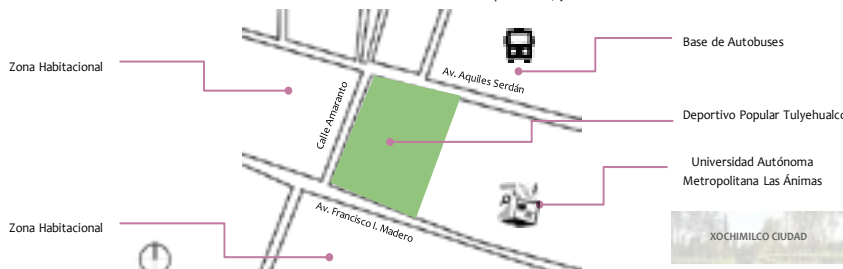 Base de Autobuses
Zona Habitacional
Av. Aquiles Serdán
Calle Amaranto
Deportivo Popular Tulyehualco
Universidad Autónoma
Metropolitana Las Ánimas
Av. Francisco I. Madero
Zona Habitacional
XOCHIMILCO CIUDAD